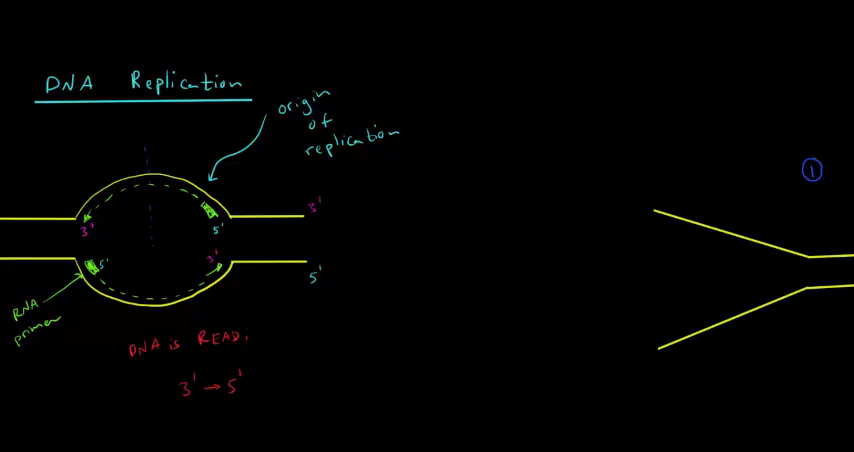 DNA Replication
origin
of
replication
1
3'
3'
5'
5'
3'
5'
RNA
primer
DNA is READ:
3' → 5'